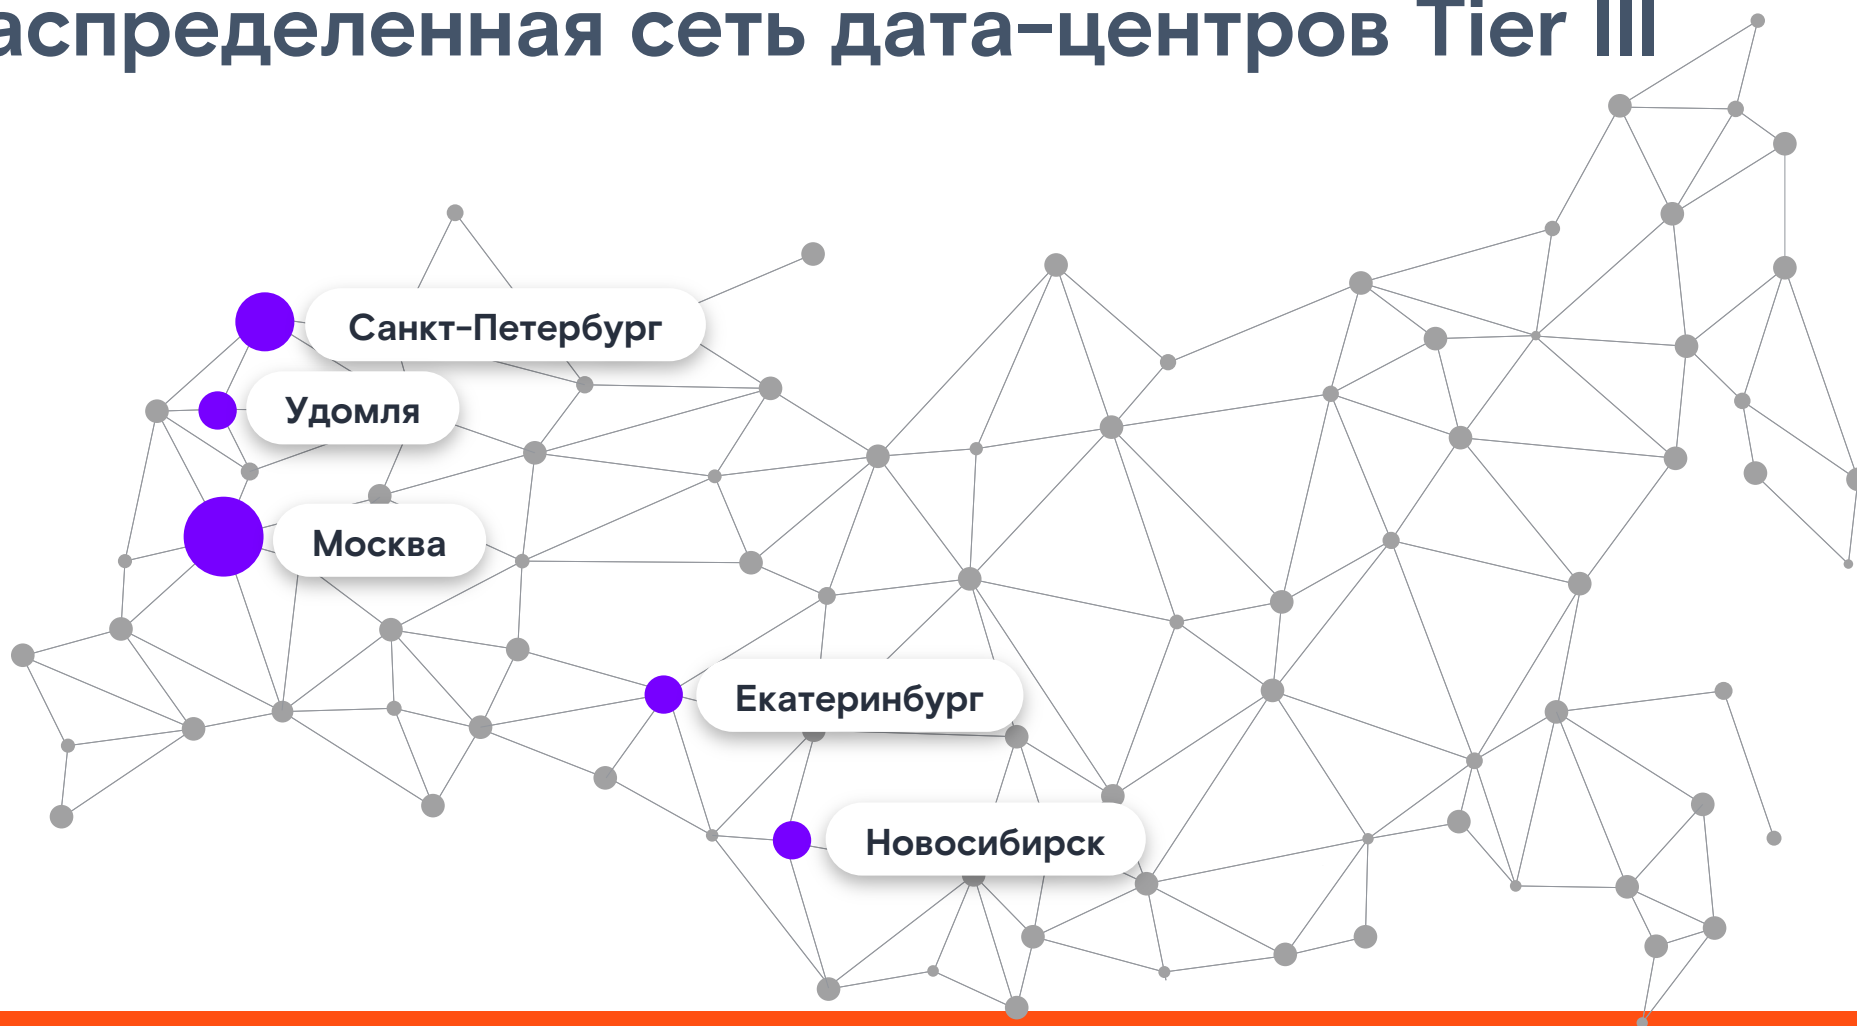 аспределенная сеть дата-центров Tier III
Санкт-Петербург
Удомля
Москва
Екатеринбург
Новосибирск